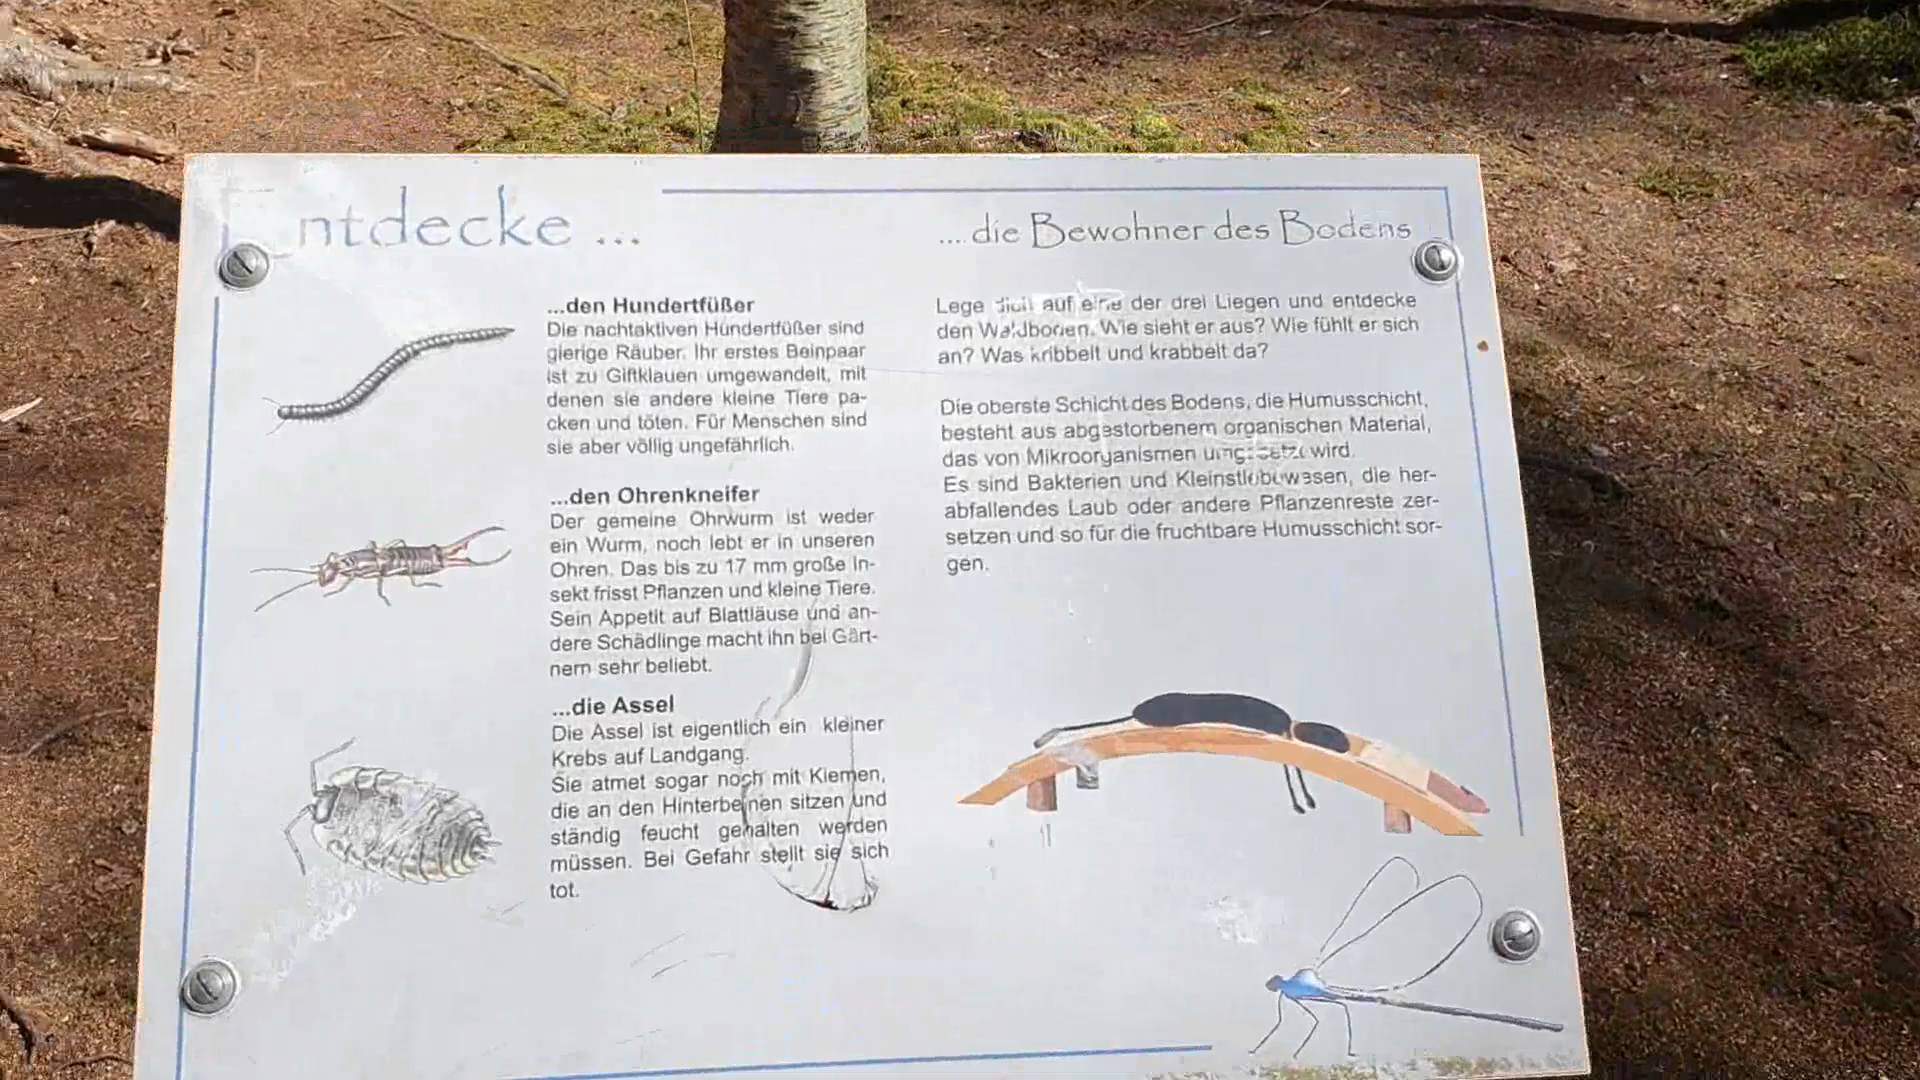 Entdecke ...
...den Hundertfüßer
Die nachtaktiven Hundertfüßer sind
gierige Räuber. Ihr erstes Beinpaar
ist zu Giftklauen umgewandelt, mit
denen sie andere kleine Tiere pa-
cken und töten. Für Menschen sind
sie aber völlig ungefährlich.
...den Ohrenkneifer
Der gemeine Ohrwurm ist weder
ein Wurm, noch lebt er in unseren
Ohren. Das bis zu 17 mm große In-
sekt frisst Pflanzen und kleine Tiere.
Sein Appetit auf Blattläuse und an-
dere Schädlinge macht ihn bei Gärt-
nern sehr beliebt.
...die Assel
Die Assel ist eigentlich ein kleiner
Krebs auf Landgang.
Sie atmet sogar noch mit Kiemen,
die an den Hinterbeinen sitzen und
ständig feucht gehalten werden
müssen. Bei Gefahr stellt sie sich
tot.
....die Bewohner des Bodens
Lege dich auf eine der drei Liegen und entdecke
den Waldboden. Wie sieht er aus? Wie fühlt er sich
an? Was kribbelt und krabbelt da?
Die oberste Schicht des Bodens, die Humusschicht,
besteht aus abgestorbenem organischen Material,
das von Mikroorganismen umgesetzt wird.
Es sind Bakterien und Kleinstlebewesen, die her-
abfallendes Laub oder andere Pflanzenreste zer-
setzen und so für die fruchtbare Humusschicht sor-
gen.